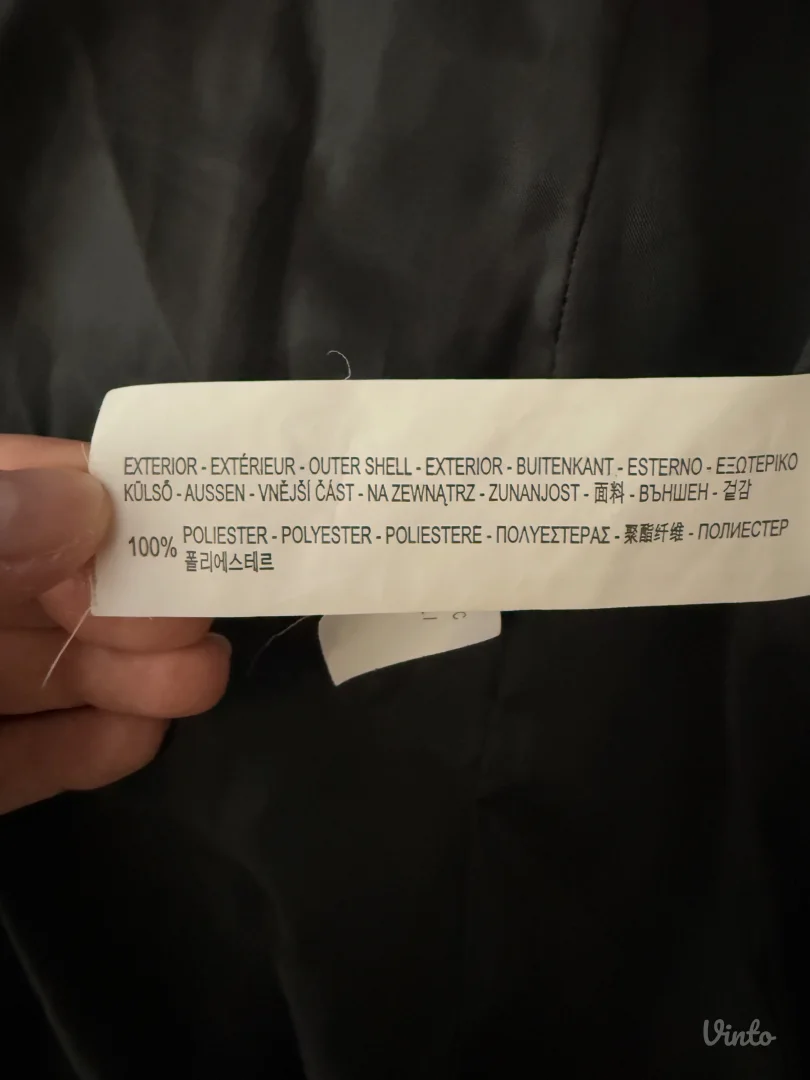 EXTERIOR - EXTÉRIEUR - OUTER SHELL - EXTERIOR - BUITENKANT - ESTERNO - ΕΞΩΤΕΡΙΚΟ
KÜLSŐ - AUSSEN - VNĚJŠÍ ČÁST - NA ZEWNĄTRZ - ZUNANJOST - 面料 - ВЪНШЕН - 겉감
100% POLIESTER - POLYESTER - POLIESTERE - ΠΟΛΥΕΣΤΕΡΑΣ - 聚酯纤维 - ПОЛИЕСТЕР
폴리에스테르
Vinto